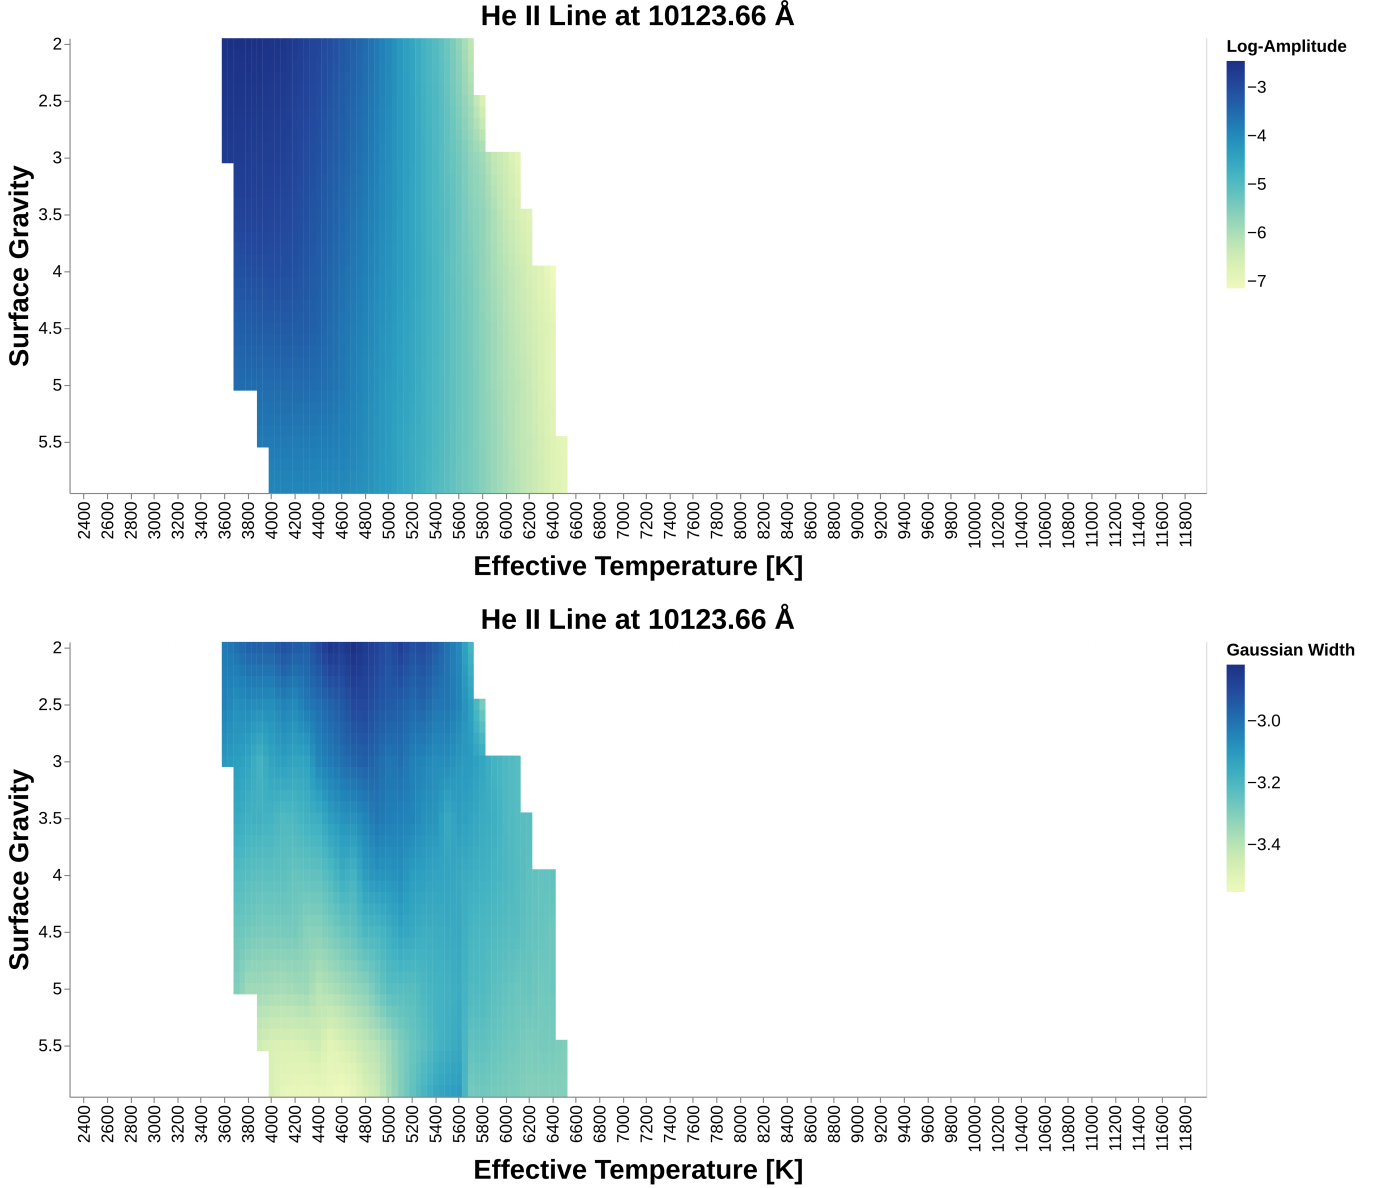 He II Line at 10123.66 Å
Log-Amplitude
−3
−4
−5
−6
−7
Surface Gravity
2
2.5
3
3.5
4
4.5
5
5.5
2400 2600 2800 3000 3200 3400 3600 3800 4000 4200 4400 4600 4800 5000 5200 5400 5600 5800 6000 6200 6400 6600 6800 7000 7200 7400 7600 7800 8000 8200 8400 8600 8800 9000 9200 9400 9600 9800 10000 10200 10400 10600 10800 11000 11200 11400 11600 11800
Effective Temperature [K]
He II Line at 10123.66 Å
Gaussian Width
−3.0
−3.2
−3.4
Surface Gravity
2
2.5
3
3.5
4
4.5
5
5.5
2400 2600 2800 3000 3200 3400 3600 3800 4000 4200 4400 4600 4800 5000 5200 5400 5600 5800 6000 6200 6400 6600 6800 7000 7200 7400 7600 7800 8000 8200 8400 8600 8800 9000 9200 9400 9600 9800 10000 10200 10400 10600 10800 11000 11200 11400 11600 11800
Effective Temperature [K]